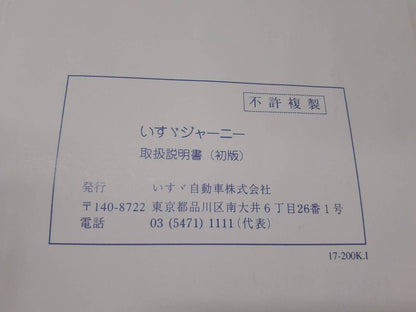 不許複製
いすゞジャーニー
取扱説明書（初版）
発行 いすゞ自動車株式会社
〒140-8722 東京都品川区南大井6丁目26番1号
電話 03 (5471) 1111 (代表)
17-200K.I